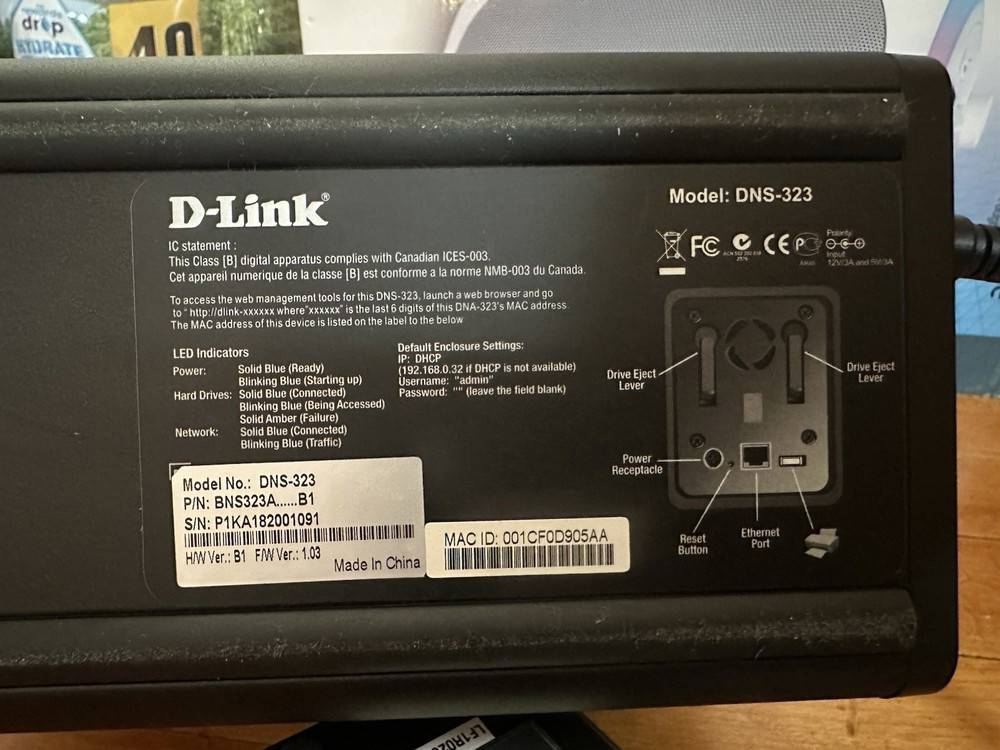 drop
HYDRATE
40
D-Link®
Model: DNS-323
IC statement :
This Class [B] digital apparatus complies with Canadian ICES-003.
Cet appareil numerique de la classe [B] est conforme a la norme NMB-003 du Canada.
FC CE
Polarity
Input
12V/3A and 5V/3A
To access the web management tools for this DNS-323, launch a web browser and go
to " http://dlink-xxxxxx where"xxxxxx" is the last 6 digits of this DNA-323's MAC address.
The MAC address of this device is listed on the label to the below
LED Indicators
Power: Solid Blue (Ready)
Blinking Blue (Starting up)
Hard Drives: Solid Blue (Connected)
Blinking Blue (Being Accessed)
Solid Amber (Failure)
Network: Solid Blue (Connected)
Blinking Blue (Traffic)
Default Enclosure Settings:
IP: DHCP
(192.168.0.32 if DHCP is not available)
Username: "admin"
Password: "" (leave the field blank)
Drive Eject
Lever
Drive Eject
Lever
Power
Receptacle
Reset
Button
Ethernet
Port
Model No.: DNS-323
P/N: BNS323A......B1
S/N: P1KA182001091
H/W Ver.: B1 F/W Ver.: 1.03
Made In China
MAC ID: 001CF0D905AA